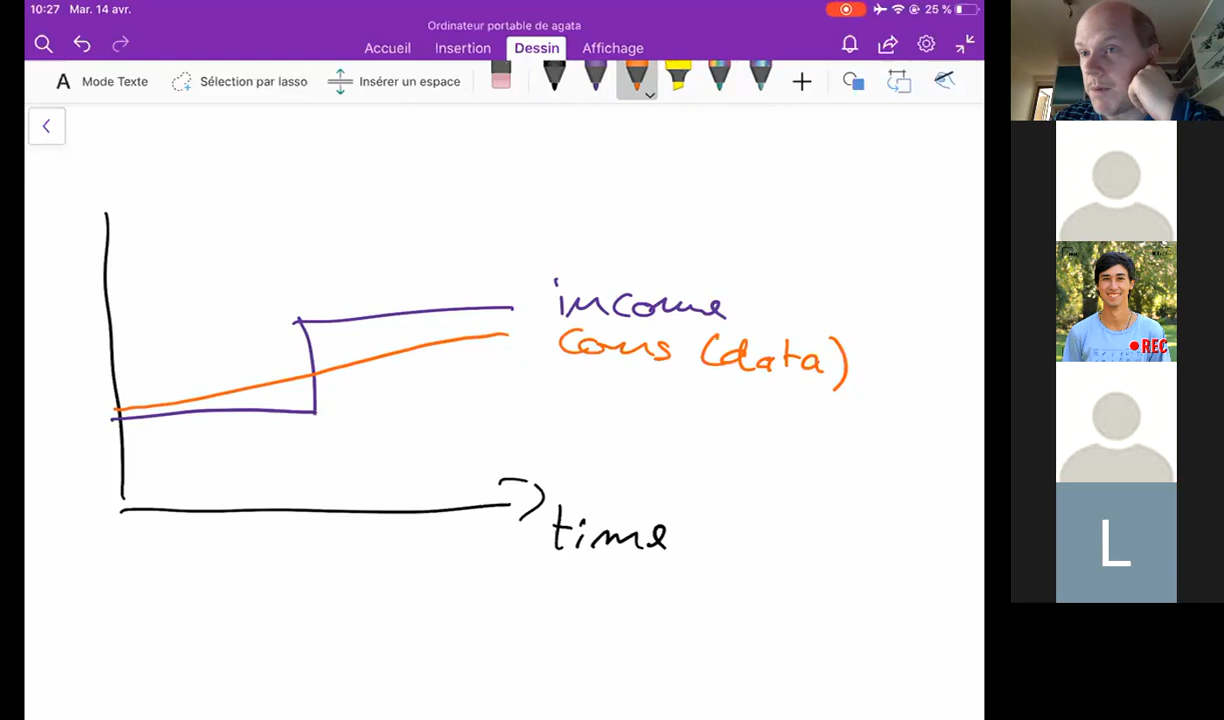 10:27 Mar. 14 avr.
25 %
Ordinateur portable de agata
Accueil Insertion Dessin Affichage
A Mode Texte Sélection par lasso Insérer un espace
income
Cons (data)
time
REC
L